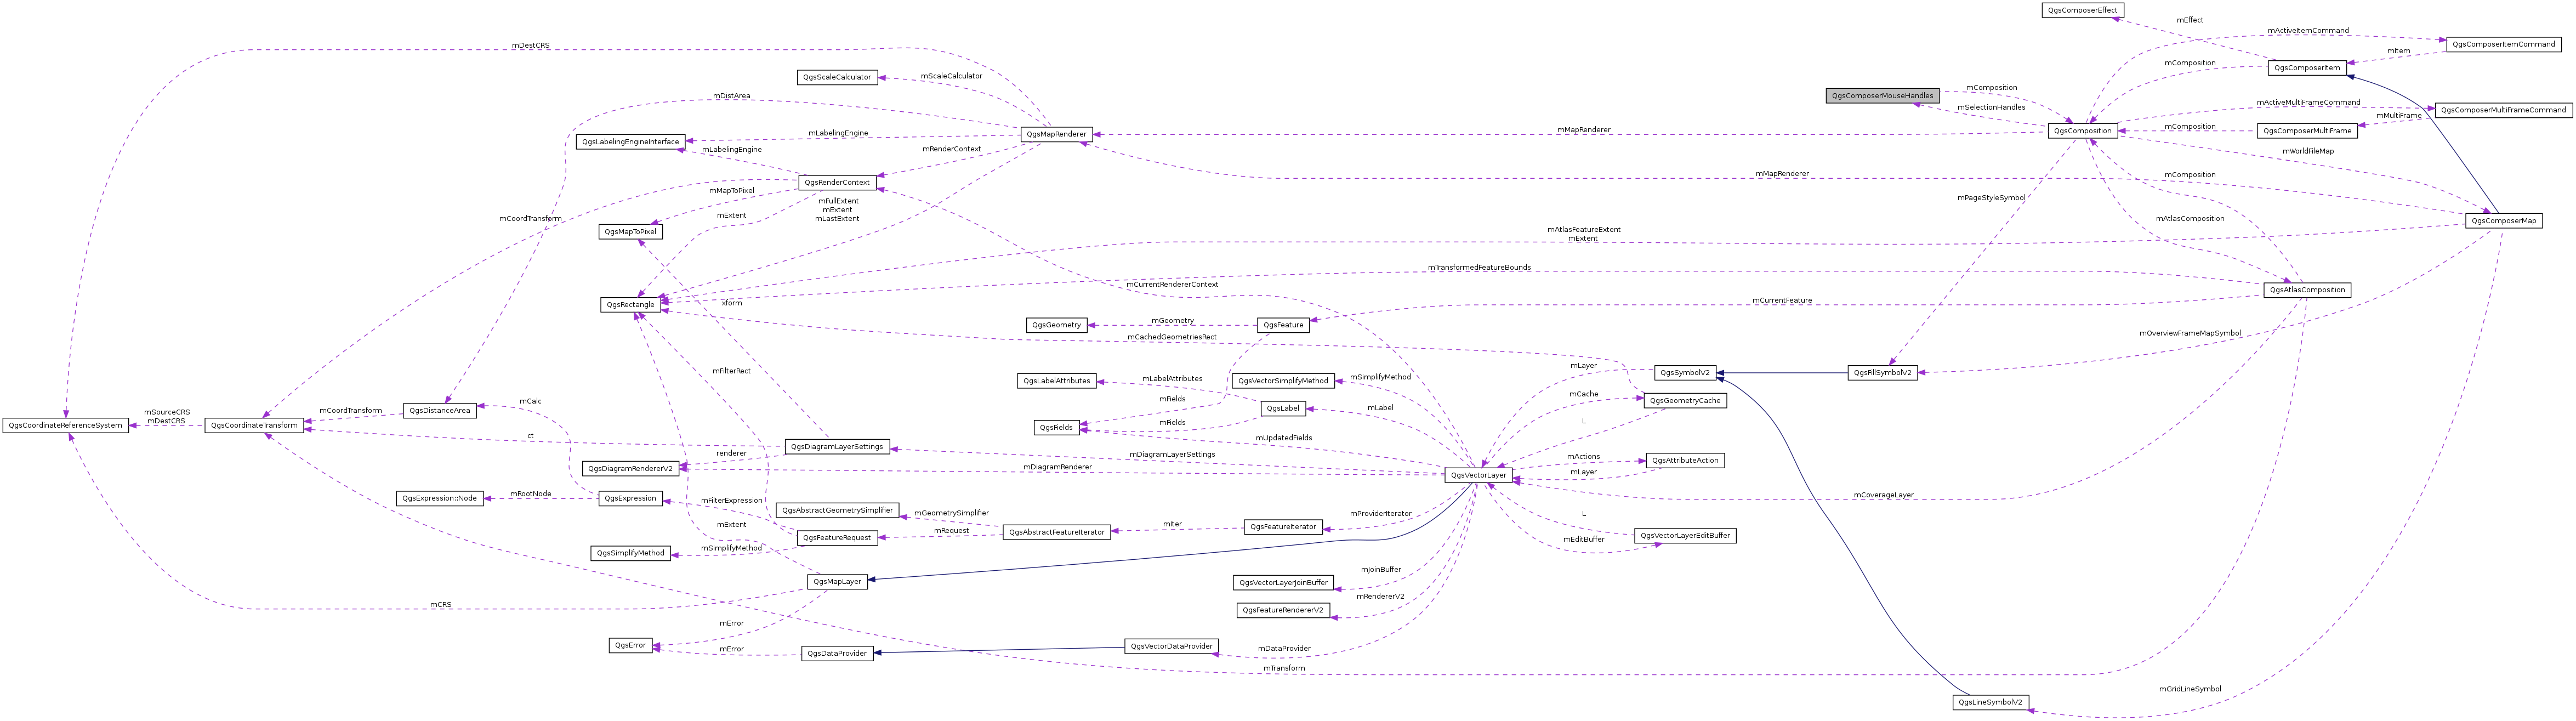 QgsComposerEffect
mEffect
mActiveItemCommand
QgsComposerItemCommand
mDestCRS
mItem
mComposition
QgsComposerItem
QgsScaleCalculator
mScaleCalculator
mComposition
QgsComposerMouseHandles
mDistArea
mSelectionHandles
mActiveMultiFrameCommand
QgsComposerMultiFrameCommand
mMultiFrame
mLabelingEngine
QgsMapRenderer
mMapRenderer
QgsComposition
mComposition
QgsComposerMultiFrame
QgsLabelingEngineInterface
mLabelingEngine
mRenderContext
mWorldFileMap
mMapRenderer
mComposition
QgsRenderContext
mMapToPixel
mFullExtent
mExtent
mLastExtent
mPageStyleSymbol
mCoordTransform
mExtent
mAtlasComposition
QgsComposerMap
QgsMapToPixel
mAtlasFeatureExtent
mExtent
mTransformedFeatureBounds
mCurrentRendererContext
QgsAtlasComposition
QgsRectangle
xform
mCurrentFeature
QgsGeometry
mGeometry
QgsFeature
mCachedGeometriesRect
mOverviewFrameMapSymbol
mFilterRect
mLayer
QgsSymbolV2
QgsFillSymbolV2
QgsLabelAttributes
mLabelAttributes
QgsVectorSimplifyMethod
mSimplifyMethod
mFields
mCache
QgsGeometryCache
mCalc
QgsDistanceArea
mCoordTransform
mSourceCRS
mDestCRS
QgsLabel
mLabel
QgsCoordinateReferenceSystem
QgsCoordinateTransform
QgsFields
mFields
L
ct
mUpdatedFields
QgsDiagramLayerSettings
renderer
mDiagramLayerSettings
mActions
QgsAttributeAction
QgsDiagramRendererV2
mDiagramRenderer
QgsVectorLayer
mLayer
QgsExpression::Node
mRootNode
QgsExpression
mFilterExpression
mCoverageLayer
QgsAbstractGeometrySimplifier
mGeometrySimplifier
mProviderIterator
L
mExtent
mIter
QgsFeatureIterator
QgsAbstractFeatureIterator
mRequest
QgsFeatureRequest
QgsVectorLayerEditBuffer
mEditBuffer
QgsSimplifyMethod
mSimplifyMethod
mJoinBuffer
QgsMapLayer
QgsVectorLayerJoinBuffer
mRendererV2
mCRS
QgsFeatureRendererV2
mError
QgsError
mError
QgsDataProvider
QgsVectorDataProvider
mDataProvider
mTransform
mGridLineSymbol
QgsLineSymbolV2